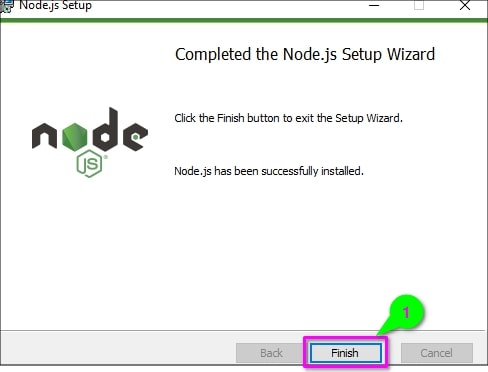 Node.js Setup
Completed the Node.js Setup Wizard
node
JS®
Click the Finish button to exit the Setup Wizard.
Node.js has been successfully installed.
1
Back
Finish
Cancel